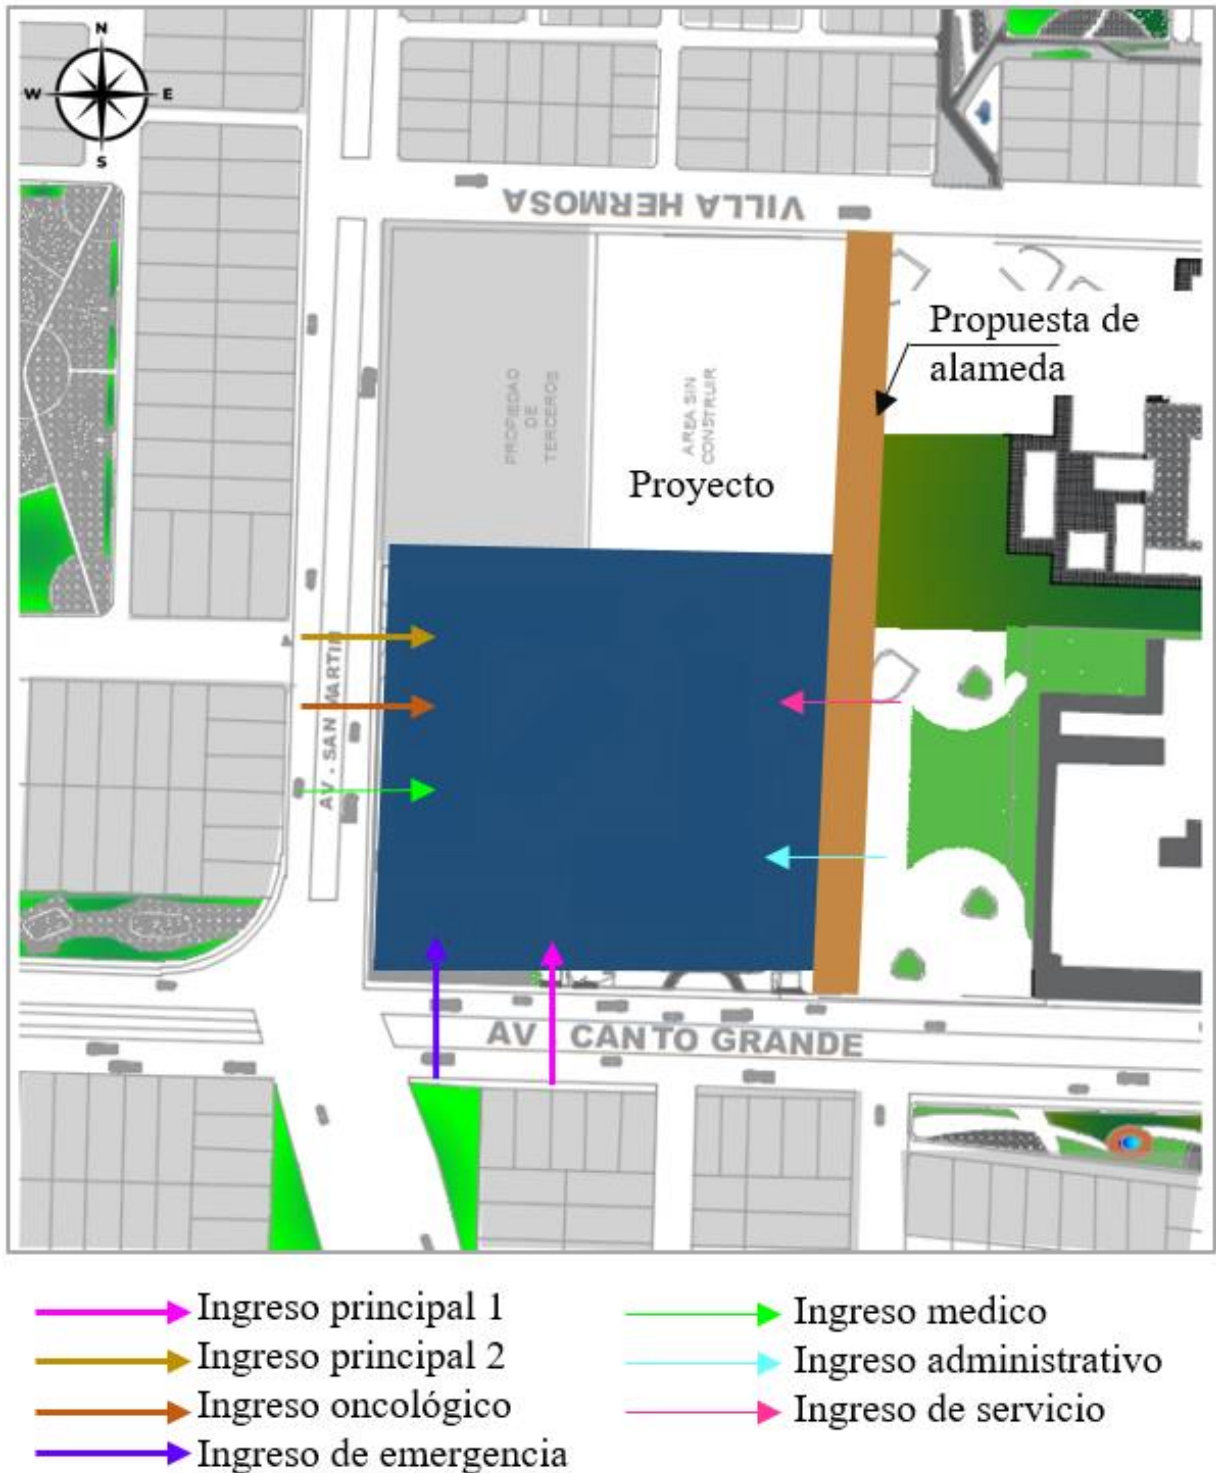 N
W E
S
VILLA HERMOSA
Propuesta de
alameda
PROPIEDAD
DE
TERCEROS
AREA SIN
CONSTRUIR
Proyecto
AV. SAN MARTIN
AV CANTO GRANDE
Ingreso principal 1
Ingreso principal 2
Ingreso oncológico
Ingreso de emergencia
Ingreso medico
Ingreso administrativo
Ingreso de servicio